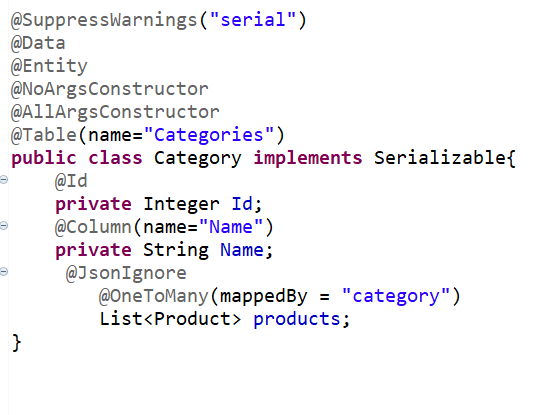 @SuppressWarnings("serial")
@Data
@Entity
@NoArgsConstructor
@AllArgsConstructor
@Table(name="Categories")
public class Category implements Serializable{
@Id
private Integer Id;
@Column(name="Name")
private String Name;
@JsonIgnore
@OneToMany(mappedBy = "category")
List<Product> products;
}